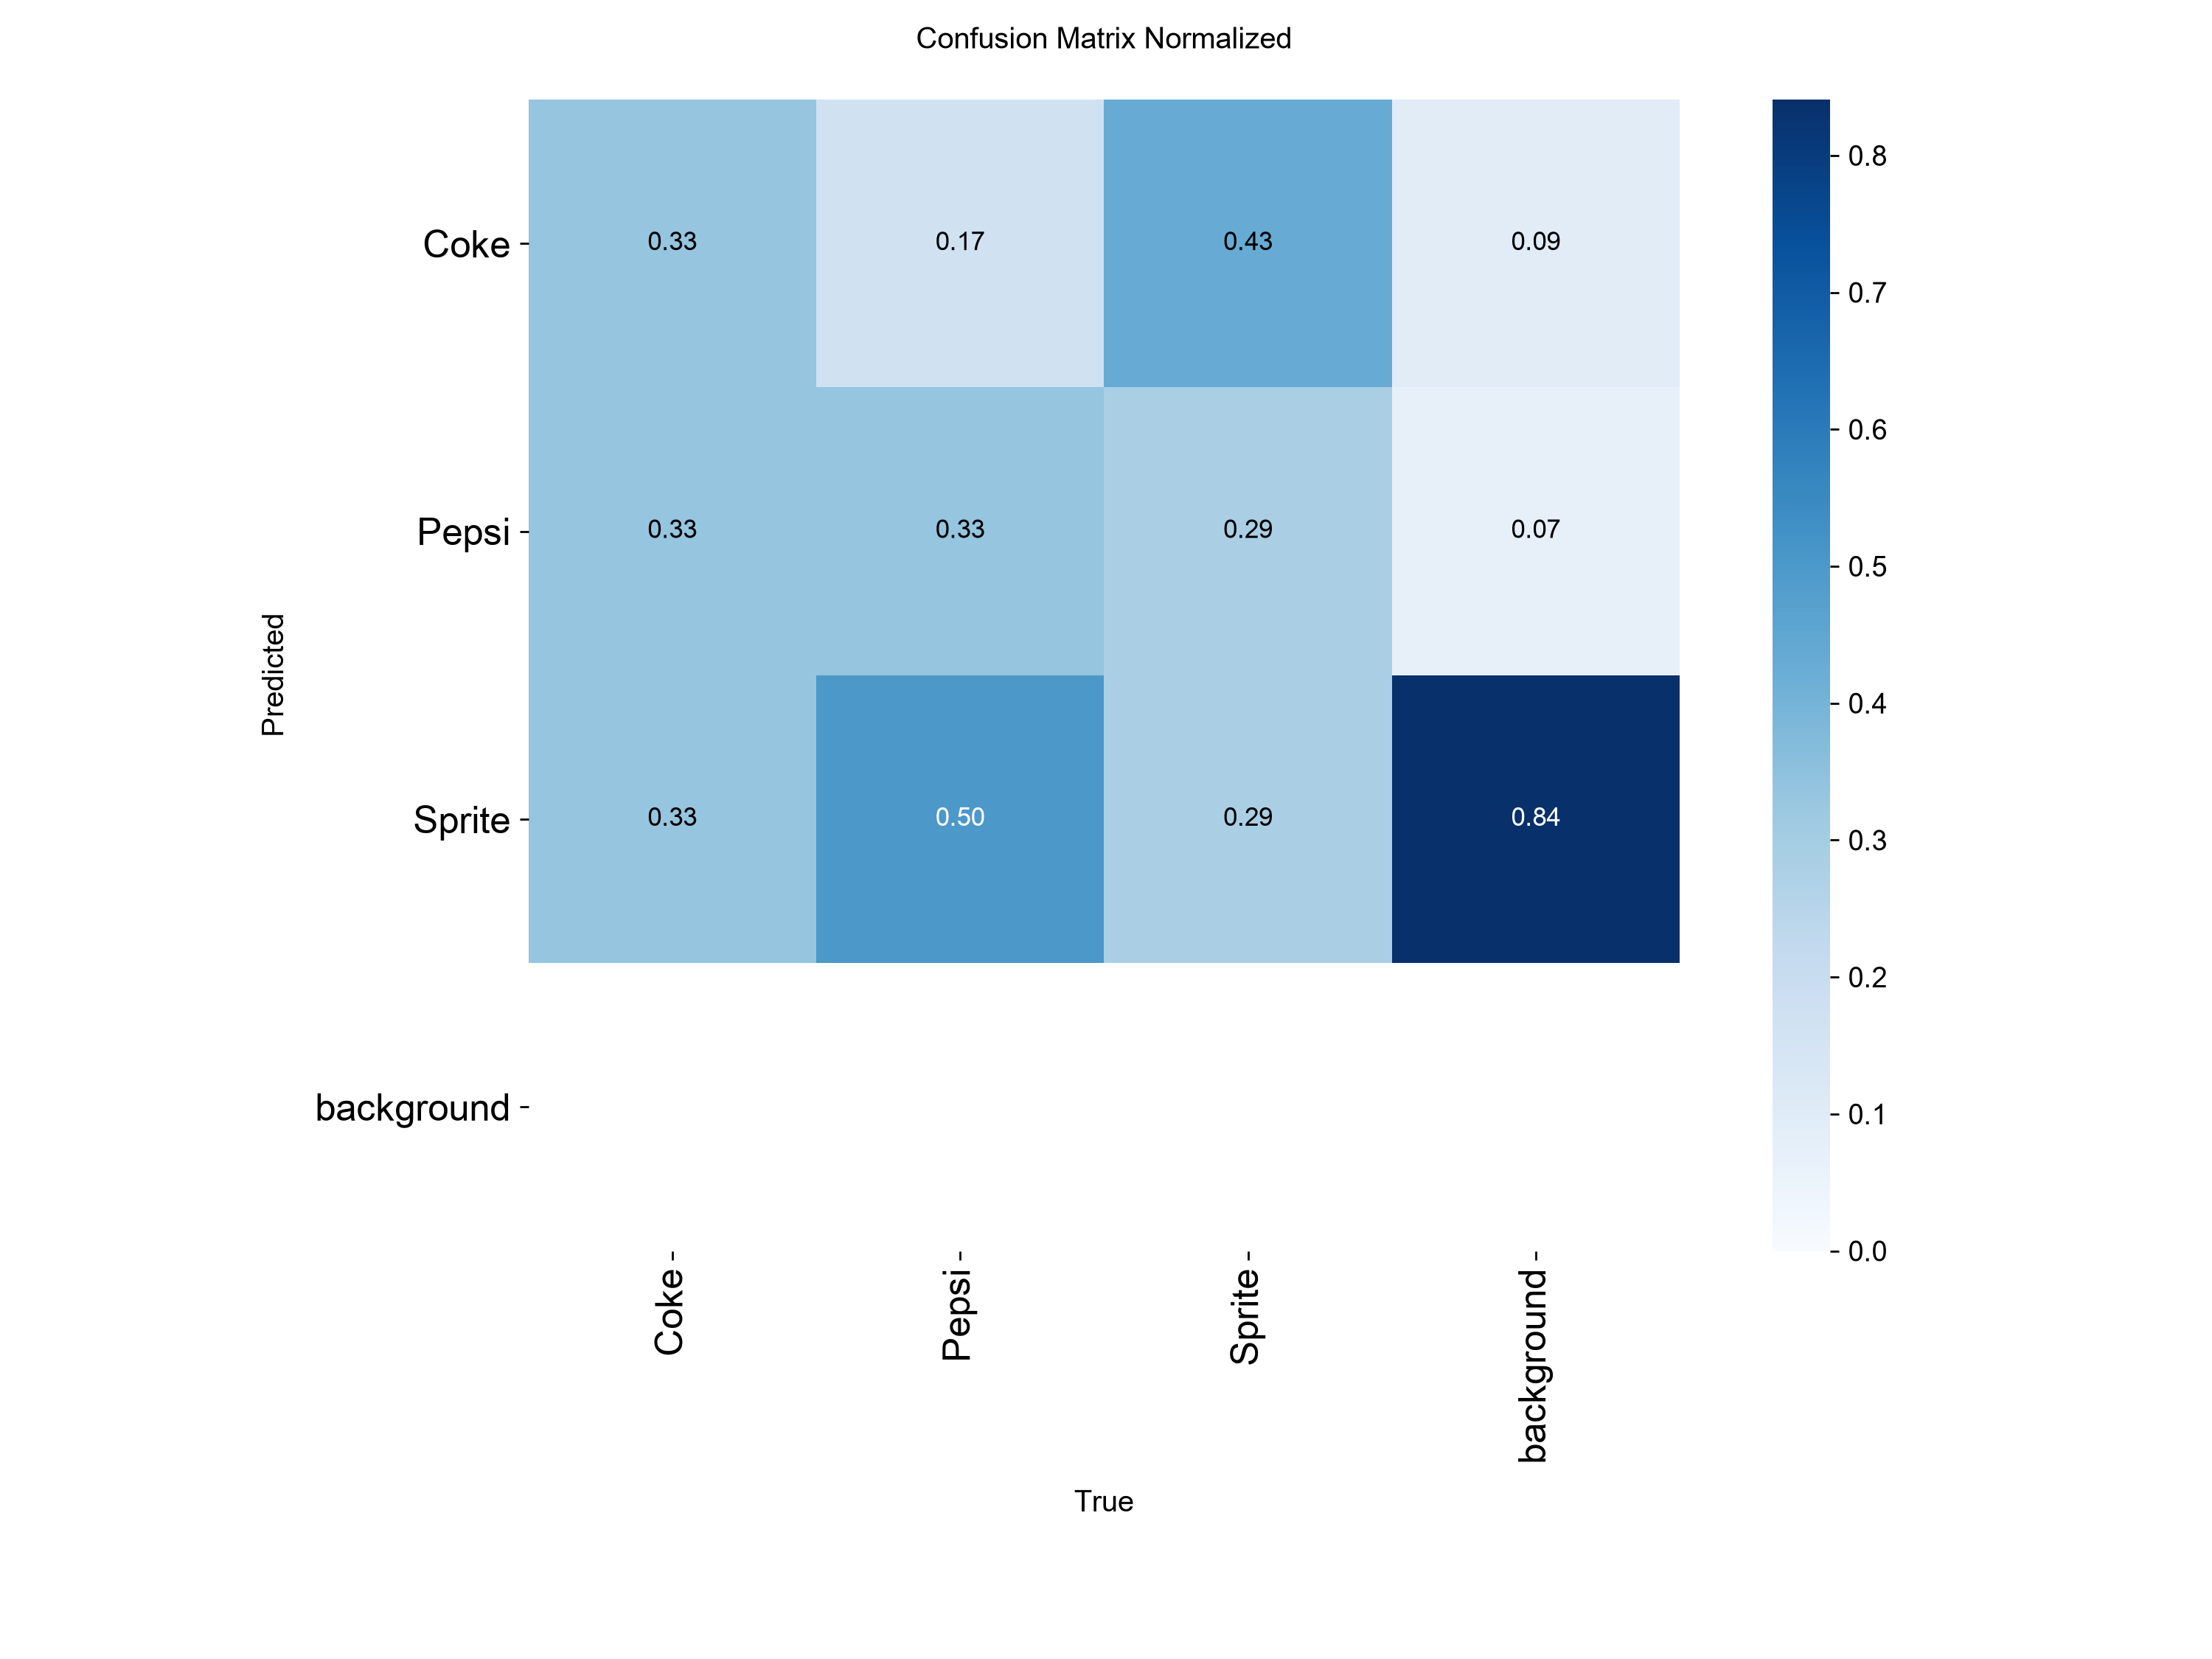 Confusion Matrix Normalized
Coke
0.33
0.17
0.43
0.09
Pepsi
0.33
0.33
0.29
0.07
Sprite
0.33
0.50
0.29
0.84
background
Predicted
Coke
Pepsi
Sprite
background
True
0.8
0.7
0.6
0.5
0.4
0.3
0.2
0.1
0.0